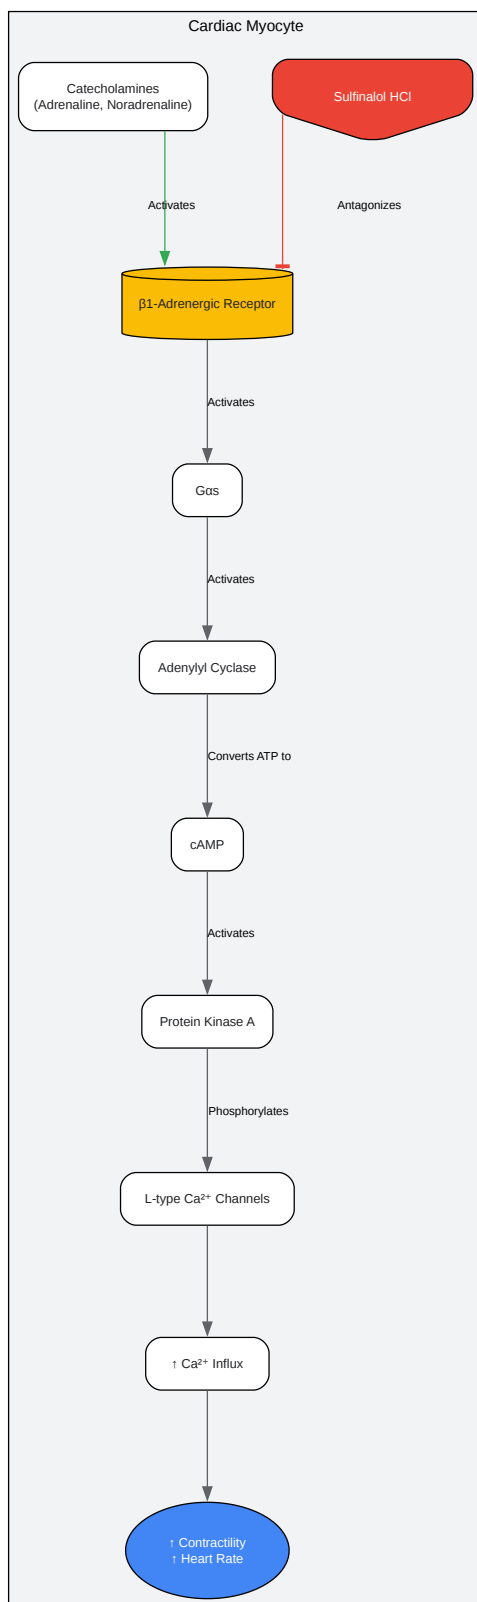 Cardiac Myocyte
Catecholamines
(Adrenaline, Noradrenaline)
Sulfinalol HCl
Activates
Antagonizes
β1-Adrenergic Receptor
Activates
Gαs
Activates
Adenylyl Cyclase
Converts ATP to
cAMP
Activates
Protein Kinase A
Phosphorylates
L-type Ca²⁺ Channels
↑ Ca²⁺ Influx
↑ Contractility
↑ Heart Rate